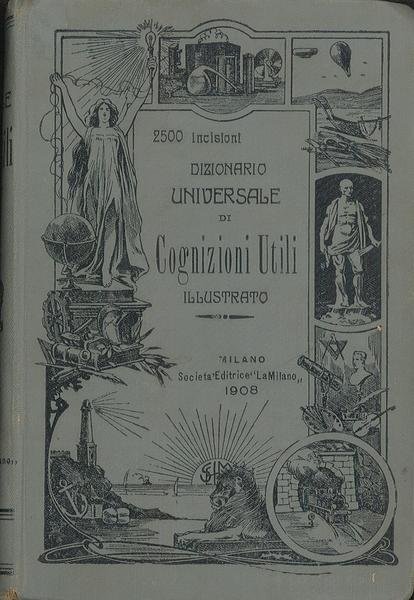 2500 incisioni
DIZIONARIO
UNIVERSALE
DI
Cognizioni Utili
ILLUSTRATO
MILANO
Società Editrice "La Milano„
1908